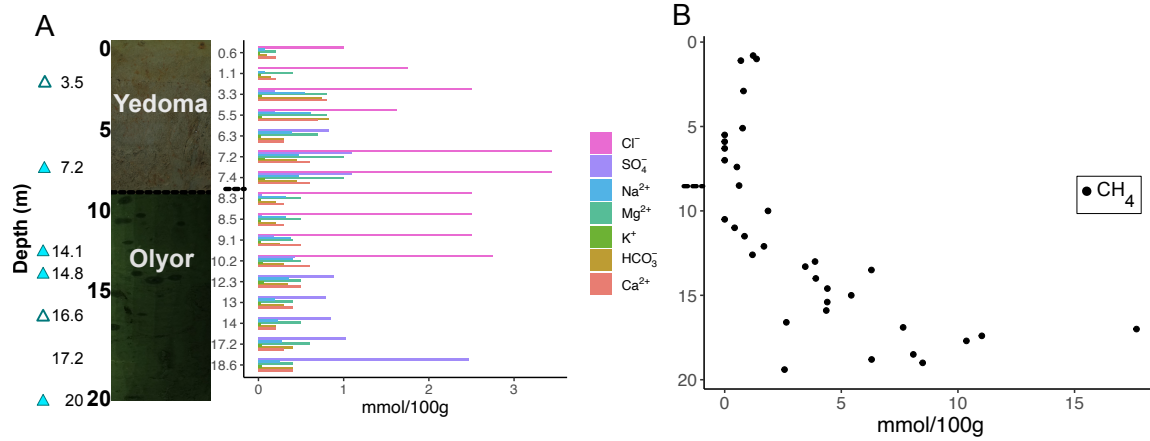 A
Depth (m)
0
5
10
15
20
3.5
7.2
14.1
14.8
16.6
17.2
20
Yedoma
Olyor
0.6
1.1
3.3
5.5
6.3
7.2
7.4
8.3
8.5
9.1
10.2
12.3
13
14
17.2
18.6
0 1 2 3
mmol/100g
Cl⁻
SO₄⁻
Na²⁺
Mg²⁺
K⁺
HCO₃⁻
Ca²⁺
B
0
5
10
15
20
0 5 10 15
mmol/100g
CH₄